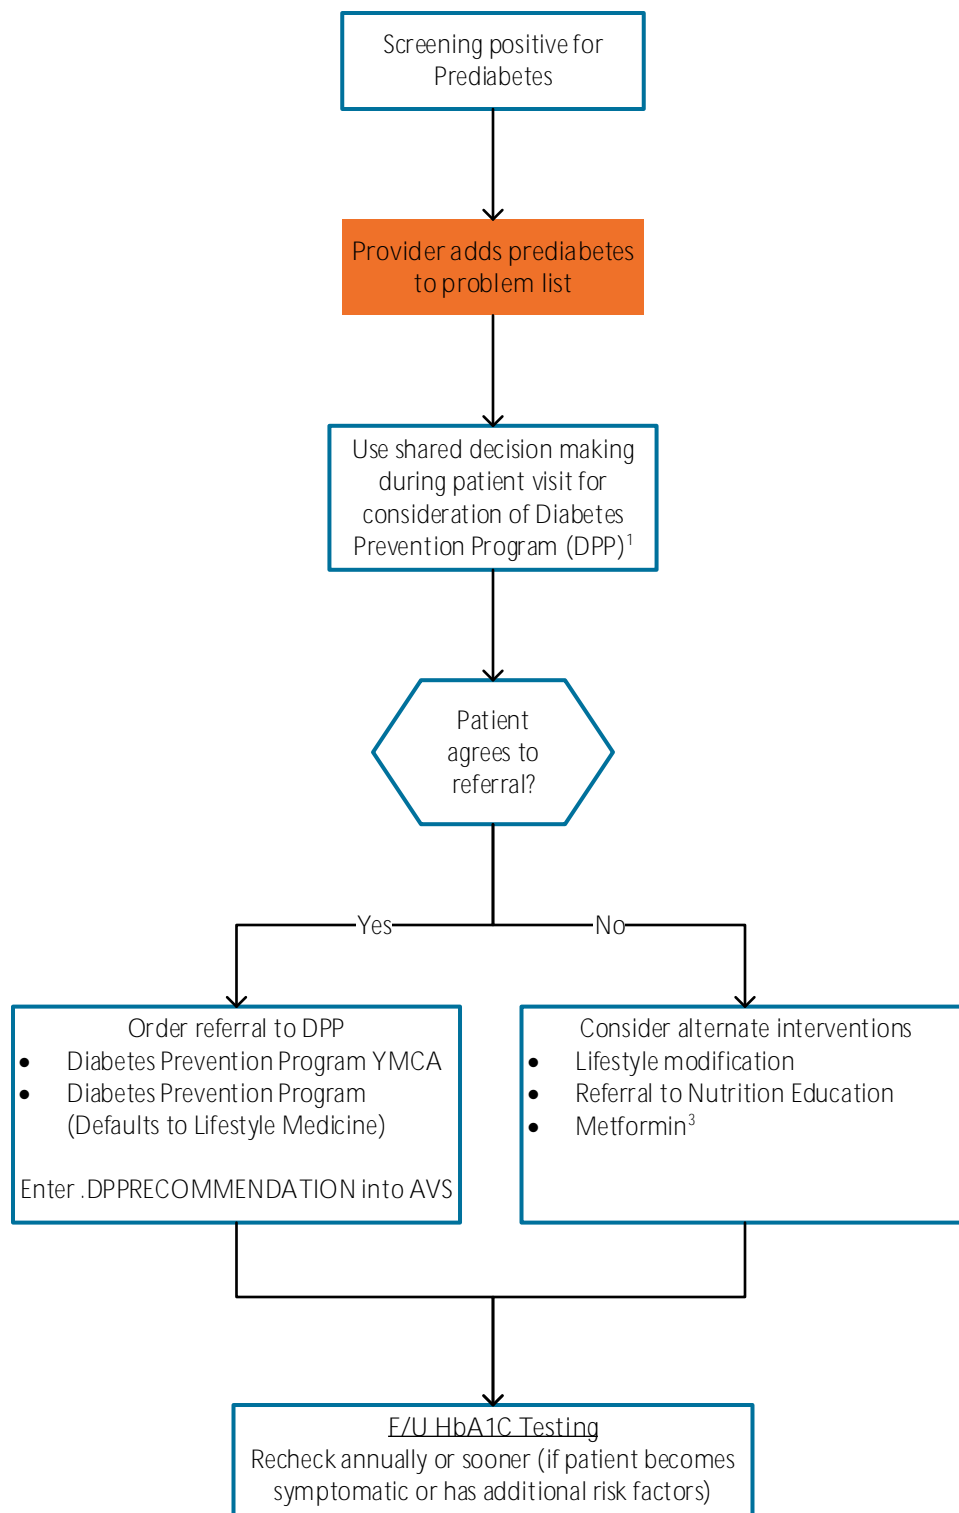 Screening positive for
Prediabetes
Provider adds prediabetes
to problem list
Use shared decision making
during patient visit for
consideration of Diabetes
Prevention Program (DPP)1
Patient
agrees to
referral?
Yes
No
Order referral to DPP
• Diabetes Prevention Program YMCA
• Diabetes Prevention Program
(Defaults to Lifestyle Medicine)
Enter .DPPRECOMMENDATION into AVS
Consider alternate interventions
• Lifestyle modification
• Referral to Nutrition Education
• Metformin3
F/U HbA1C Testing
Recheck annually or sooner (if patient becomes
symptomatic or has additional risk factors)